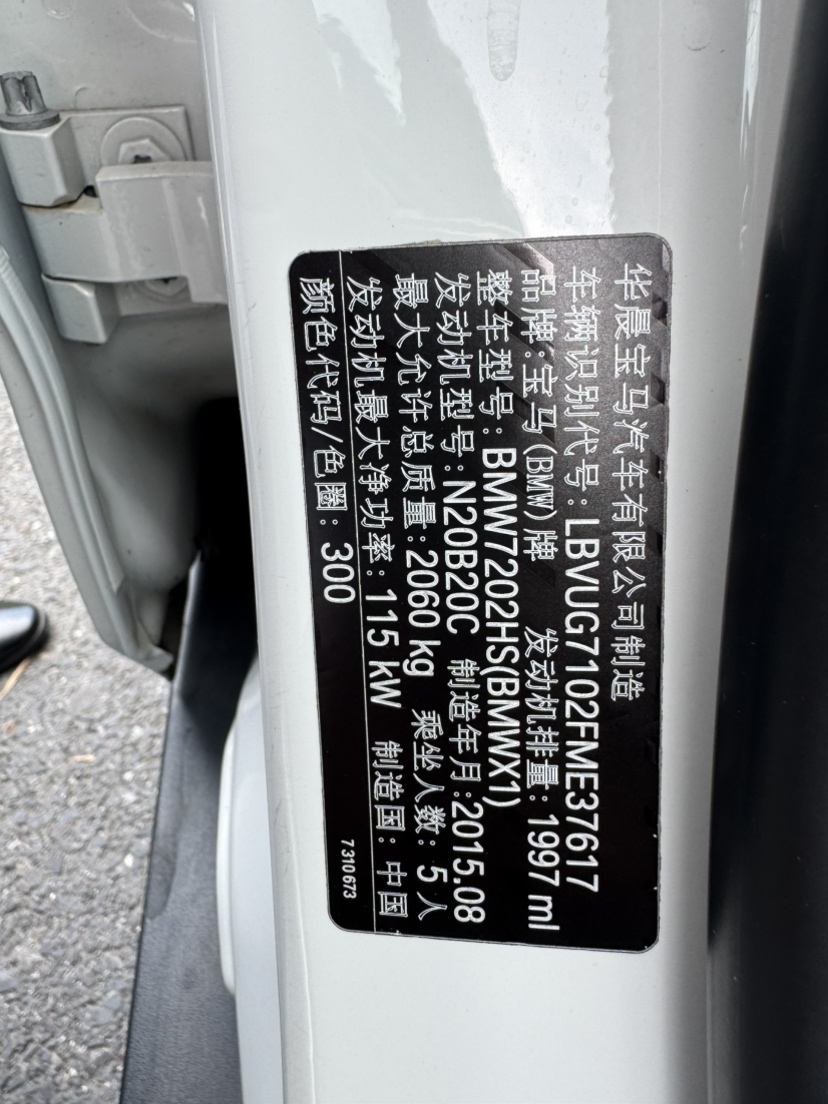 华晨宝马汽车有限公司制造
车辆识别代号:LBVUG7102FME37617
品牌:宝马(BMW)牌 发动机排量:1997 ml
整车型号:BMW7202HS(BMWX1)
发动机型号:N20B20C 制造年月:2015.08
最大允许总质量:2060 kg 乘坐人数:5人
发动机最大净功率:115 kW 制造国:中国
颜色代码/色圈:300 7310673